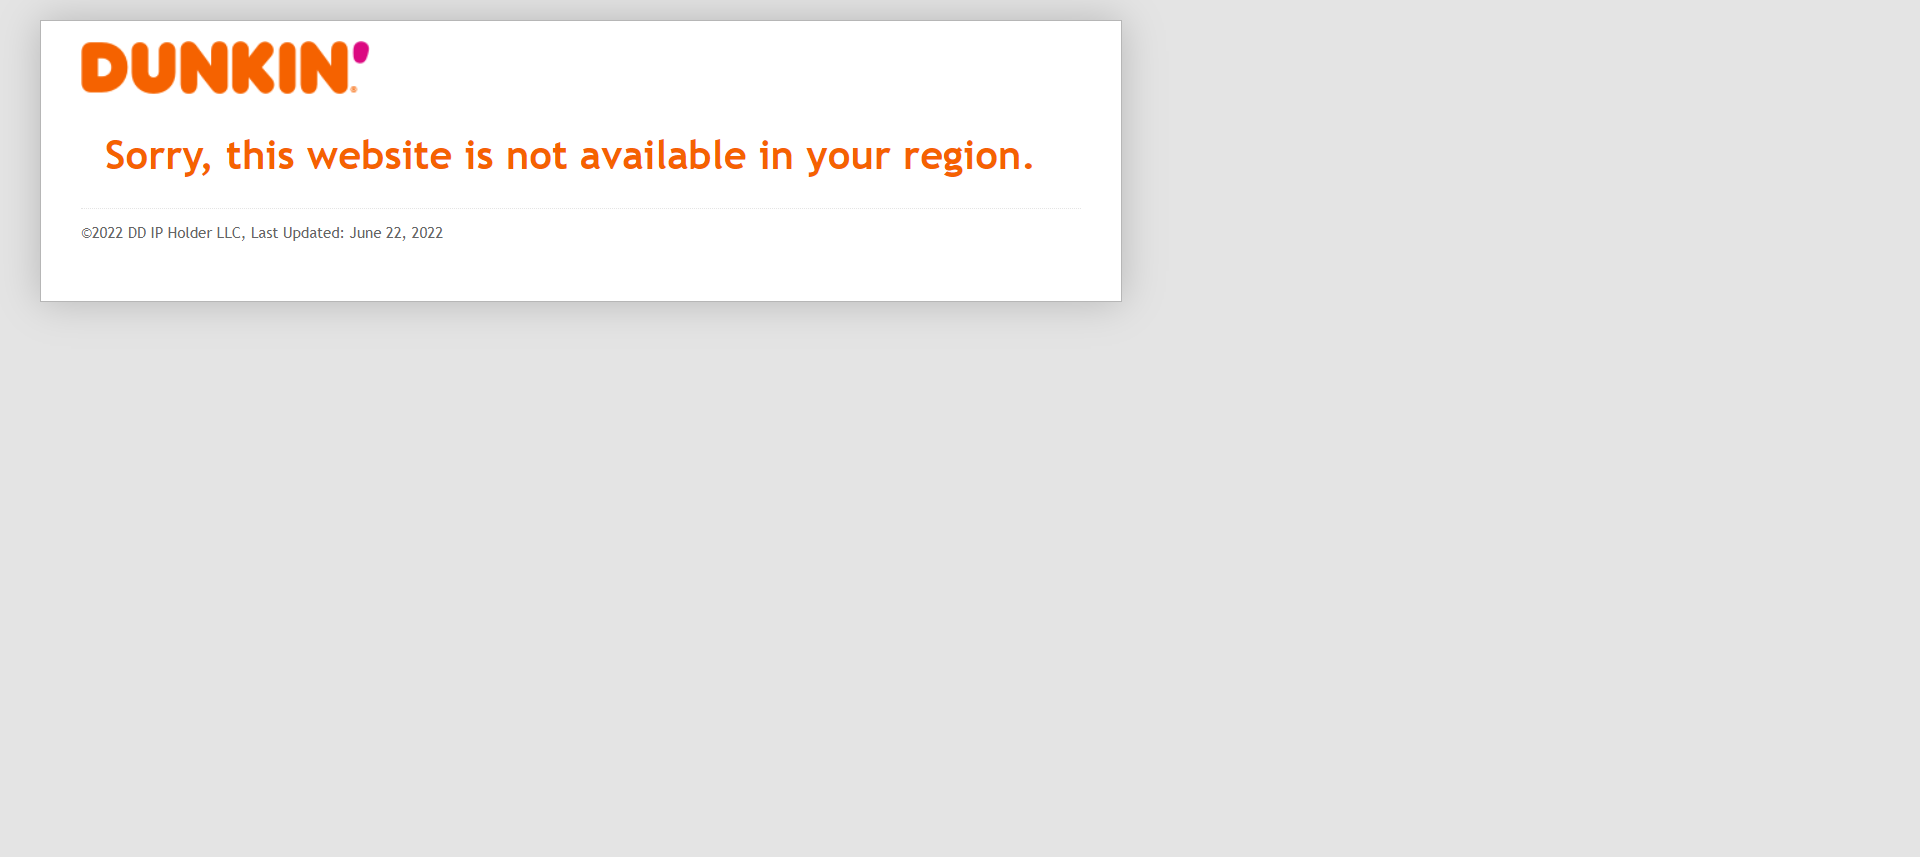 DUNKIN'®
Sorry, this website is not available in your region.
©2022 DD IP Holder LLC, Last Updated: June 22, 2022